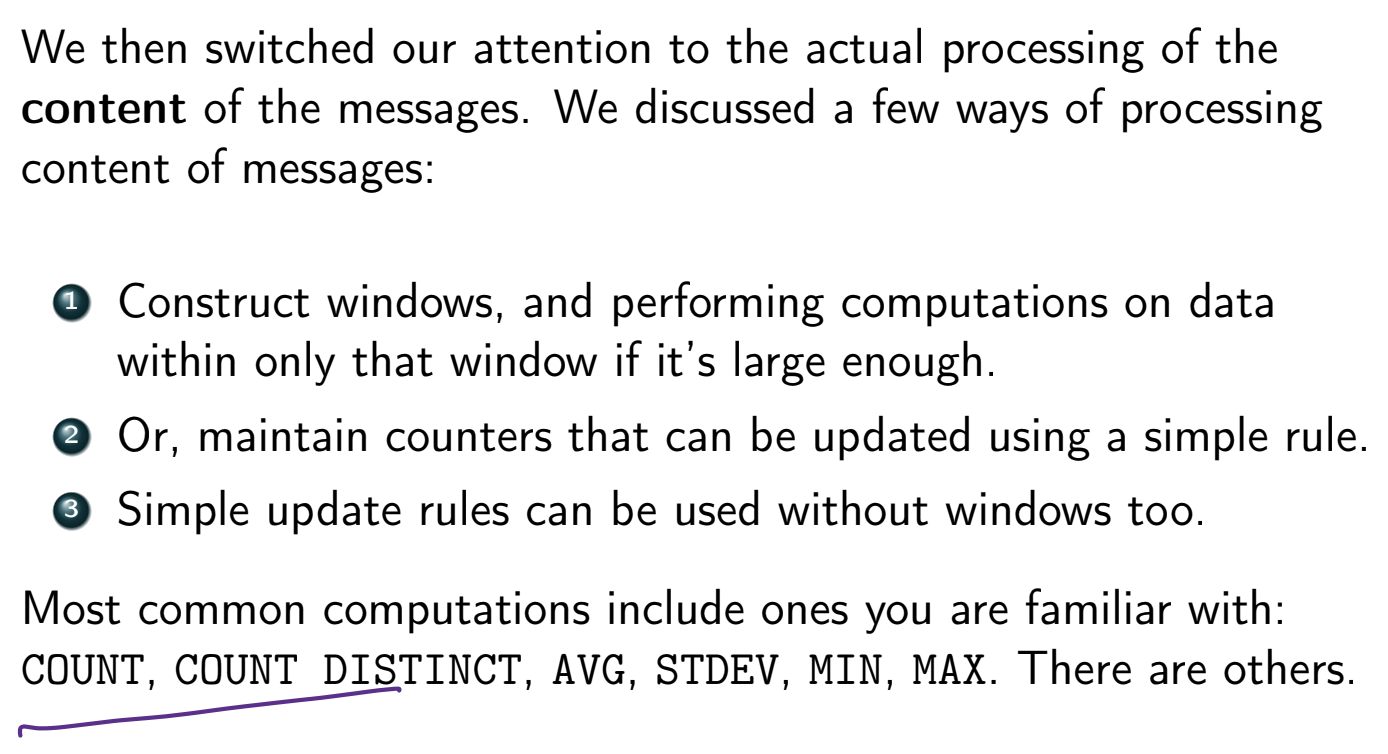 We then switched our attention to the actual processing of the
content of the messages. We discussed a few ways of processing
content of messages:
1 Construct windows, and performing computations on data
within only that window if it's large enough.
2 Or, maintain counters that can be updated using a simple rule.
3 Simple update rules can be used without windows too.
Most common computations include ones you are familiar with:
COUNT, COUNT DISTINCT, AVG, STDEV, MIN, MAX. There are others.